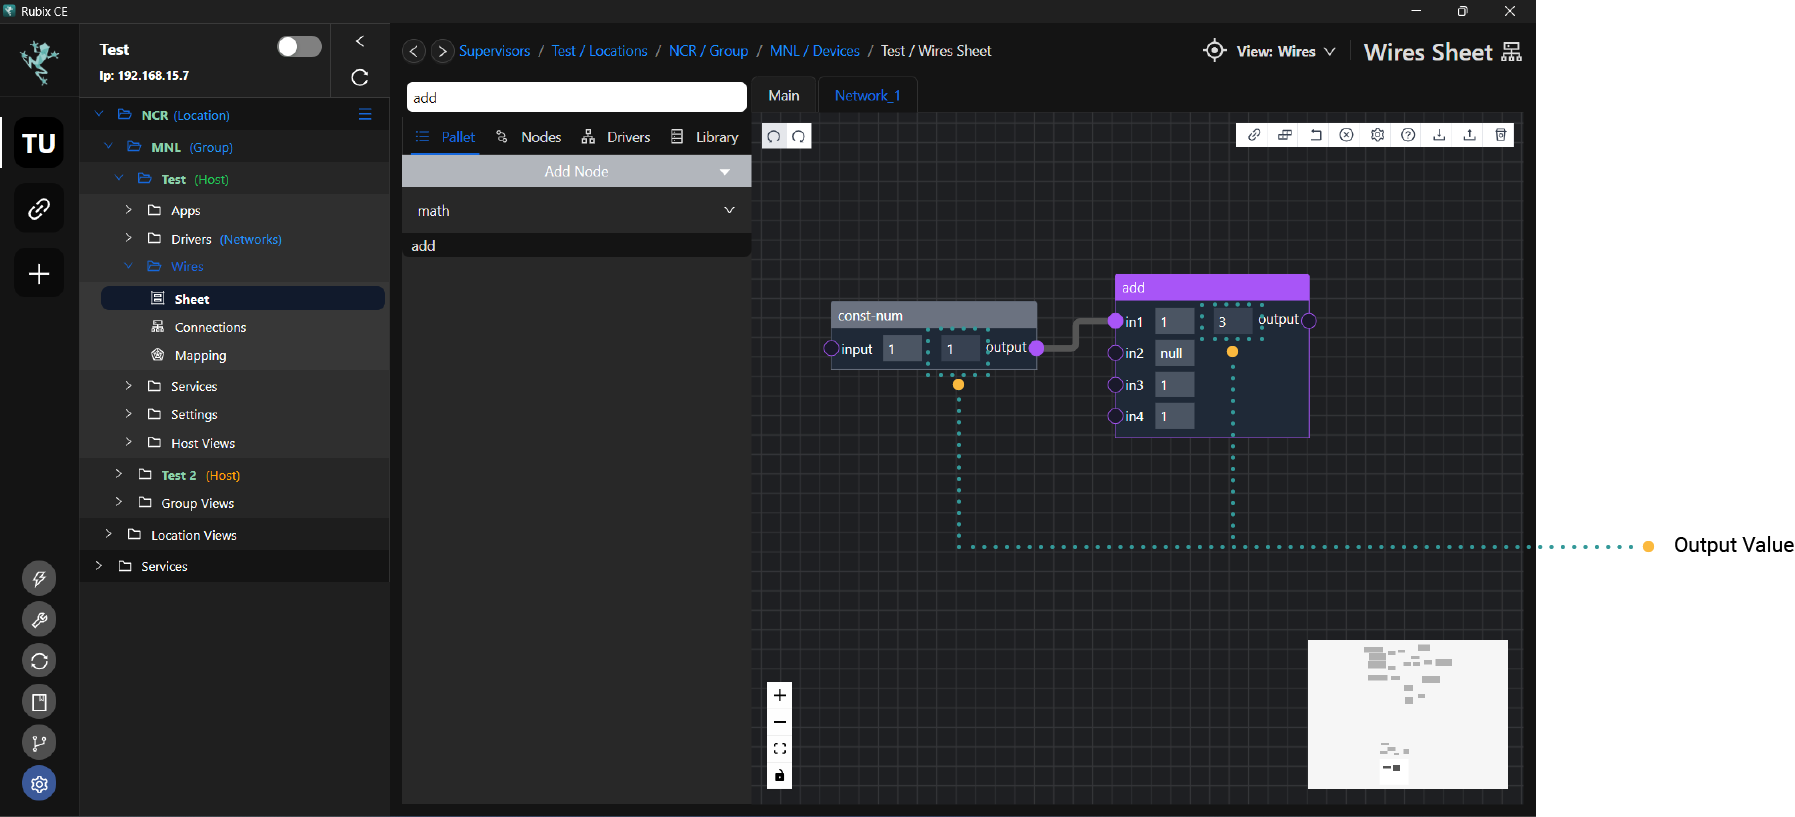 Rubix CE
Test
Ip: 192.168.15.7
TU
NCR (Location)
MNL (Group)
Test (Host)
Apps
Drivers (Networks)
Wires
Sheet
Connections
Mapping
Services
Settings
Host Views
Test 2 (Host)
Group Views
Location Views
Services
Supervisors / Test / Locations / NCR / Group / MNL / Devices / Test / Wires Sheet
View: Wires
Wires Sheet
add
Main
Network_1
Pallet
Nodes
Drivers
Library
Add Node
math
add
const-num
input 1 1 output
add
in1 1 3 output
in2 null
in3 1
in4 1
Output Value